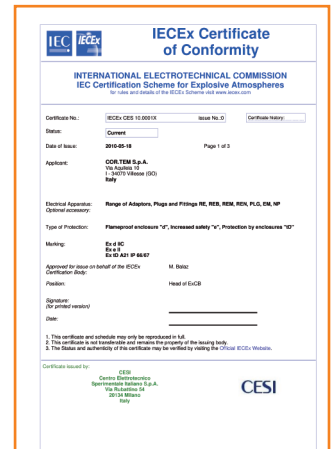 IEC IECEx
IECEx Certificate
of Conformity
INTERNATIONAL ELECTROTECHNICAL COMMISSION
IEC Certification Scheme for Explosive Atmospheres
for rules and details of the IECEx Scheme visit www.iecex.com
Certificate No.: IECEx CES 10.0001X Issue No.:0 Certificate history:
Status: Current
Date of Issue: 2010-05-18 Page 1 of 3
Applicant: COR.TEM S.p.A.
Via Aquileia 10
I - 34070 Villesse (GO)
Italy
Electrical Apparatus: Range of Adaptors, Plugs and Fittings RE, REB, REM, REN, PLG, EM, NP
Optional accessory:
Type of Protection: Flameproof enclosure "d", Increased safety "e", Protection by enclosures "tD"
Marking: Ex d IIC
Ex e II
Ex tD A21 IP 66/67
Approved for issue on behalf of the IECEx M. Balaz
Certification Body:
Position: Head of ExCB
Signature:
(for printed version)
Date:
1. This certificate and schedule may only be reproduced in full.
2. This certificate is not transferable and remains the property of the issuing body.
3. The Status and authenticity of this certificate may be verified by visiting the Official IECEx Website.
Certificate issued by:
CESI
Centro Elettrotecnico
Sperimentale Italiano S.p.A.
Via Rubattino 54
20134 Milano
Italy
CESI